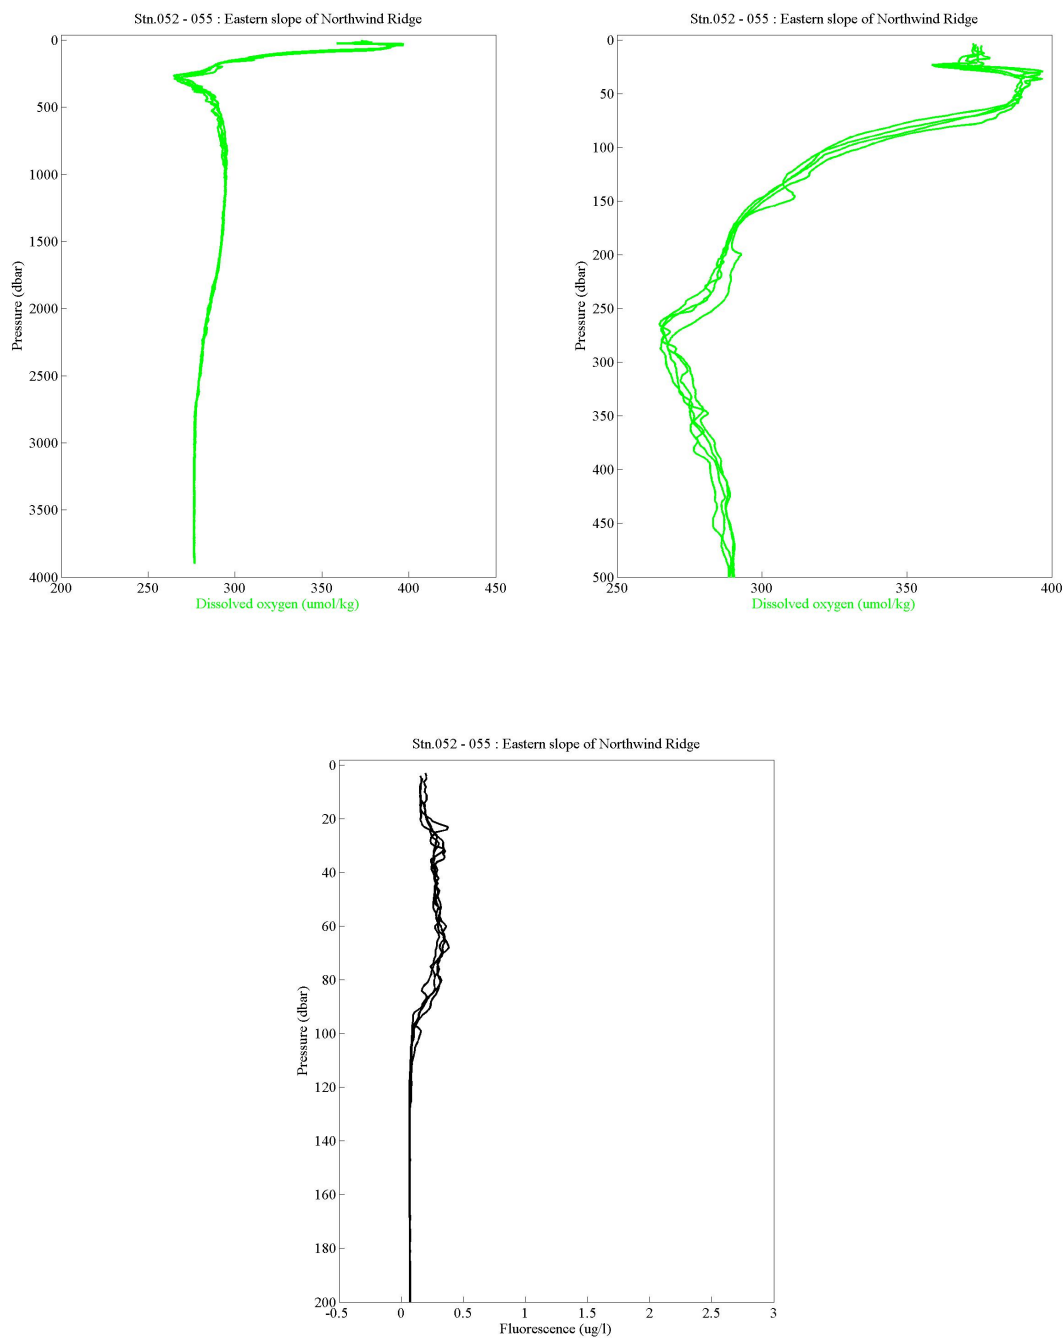 Stn.052 - 055 : Eastern slope of Northwind Ridge
0
500
1000
1500
2000
2500
3000
3500
4000
Pressure (dbar)
200 250 300 350 400 450
Dissolved oxygen (umol/kg)
Stn.052 - 055 : Eastern slope of Northwind Ridge
0
50
100
150
200
250
300
350
400
450
500
Pressure (dbar)
250 300 350 400
Dissolved oxygen (umol/kg)
Stn.052 - 055 : Eastern slope of Northwind Ridge
0
20
40
60
80
100
120
140
160
180
200
Pressure (dbar)
-0.5 0 0.5 1 1.5 2 2.5 3
Fluorescence (ug/l)